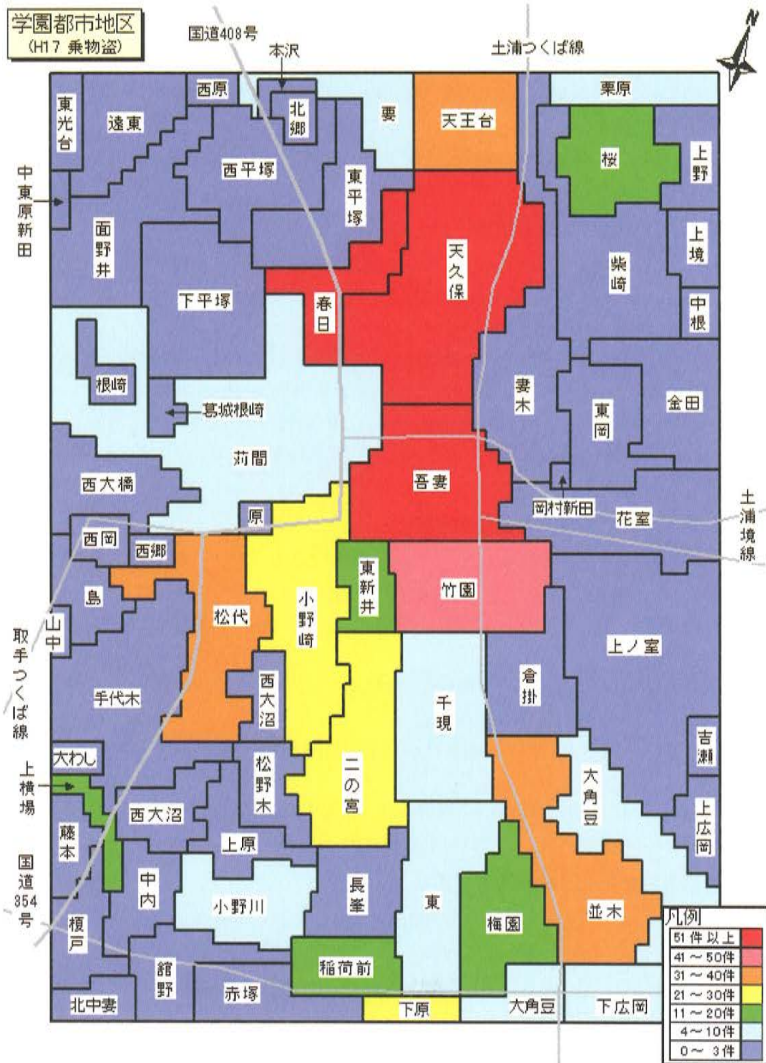 学園都市地区
(H17 乗物盗)
国道408号
本沢
土浦つくば線
東光台
遠東
西原
北郷
要
天王台
栗原
桜
上野
西平塚
東平塚
中東原新田
面野井
下平塚
春日
天久保
柴崎
上境
中根
根崎
葛城根崎
苅間
妻木
東岡
金田
西大橋
吾妻
岡村新田
花室
土浦境線
原
西岡
西郷
島
山中
松代
小野崎
東新井
竹園
上ノ室
取手つくば線
手代木
西大沼
千現
倉掛
吉瀬
大わし
上横場
松野木
二の宮
大角豆
上広岡
藤本
西大沼
上原
国道354号
中内
小野川
長峯
東
梅園
並木
榎戸
稲荷前
北中妻
舘野
赤塚
下原
大角豆
下広岡
凡例
51件以上
41～50件
31～40件
21～30件
11～20件
4～10件
0～3件